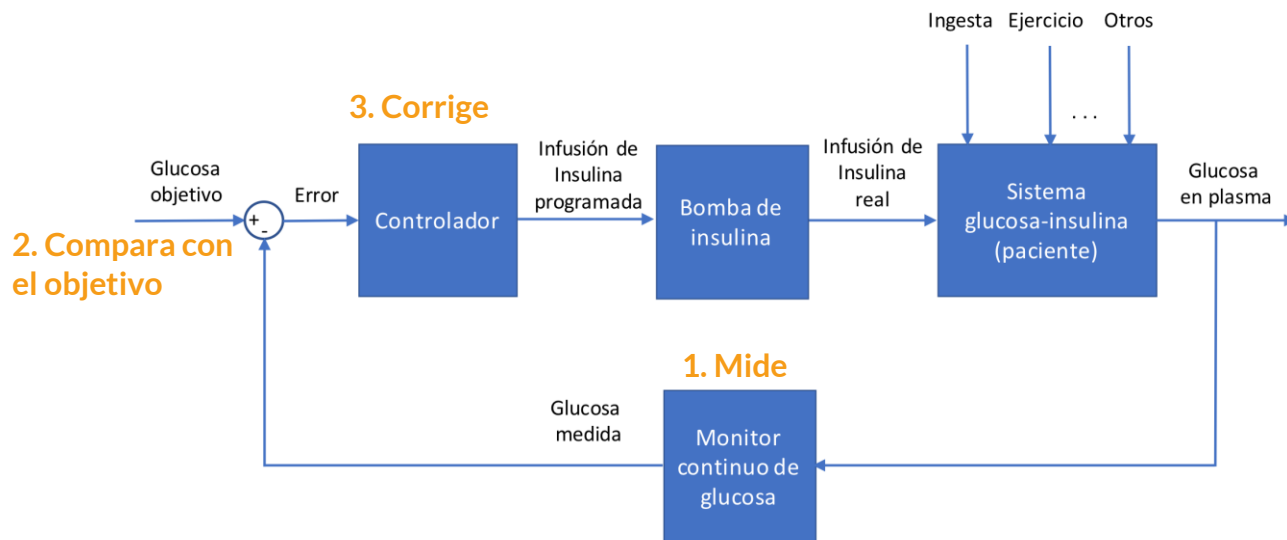 Ingesta
Ejercicio
Otros
. . .
3. Corrige
Glucosa
objetivo
+
-
Error
Controlador
Infusión de
Insulina
programada
Bomba de
insulina
Infusión de
Insulina
real
Sistema
glucosa-insulina
(paciente)
Glucosa
en plasma
2. Compara con
el objetivo
1. Mide
Glucosa
medida
Monitor
continuo de
glucosa